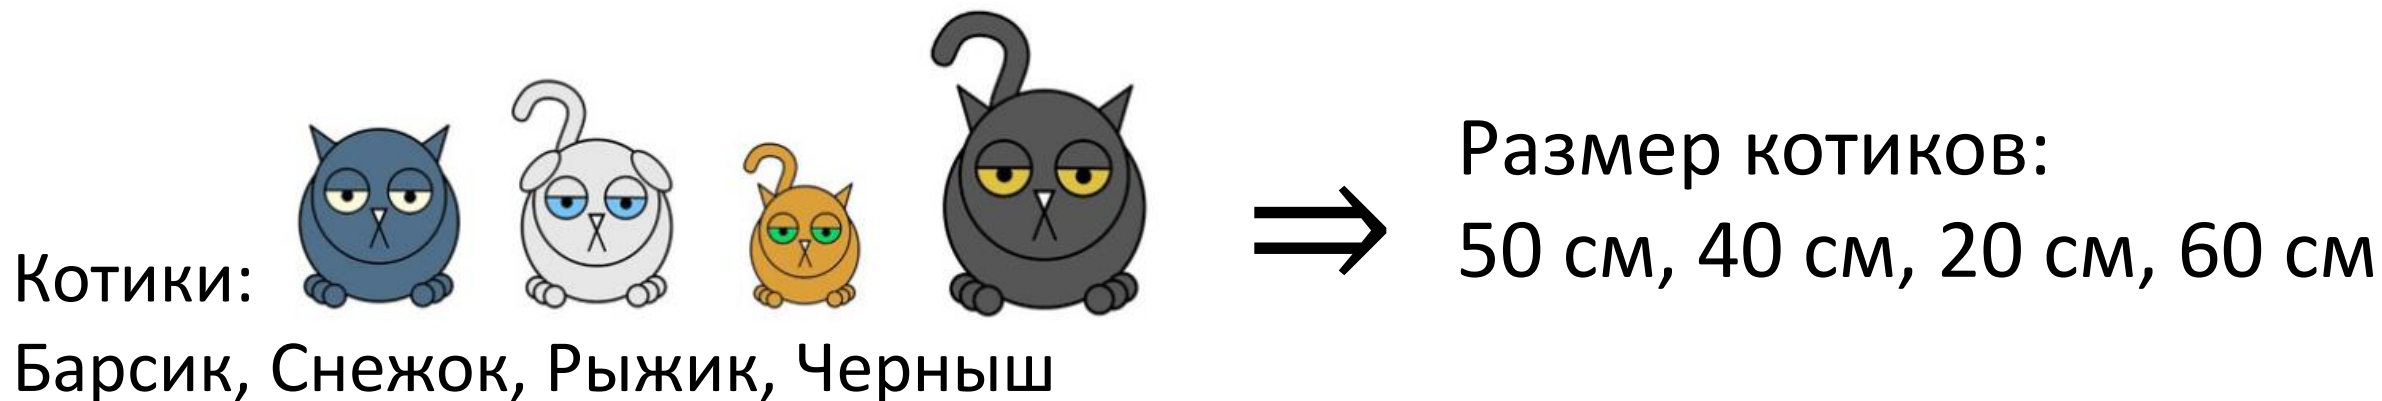 Котики:
Барсик, Снежок, Рыжик, Черныш
Размер котиков:
50 см, 40 см, 20 см, 60 см